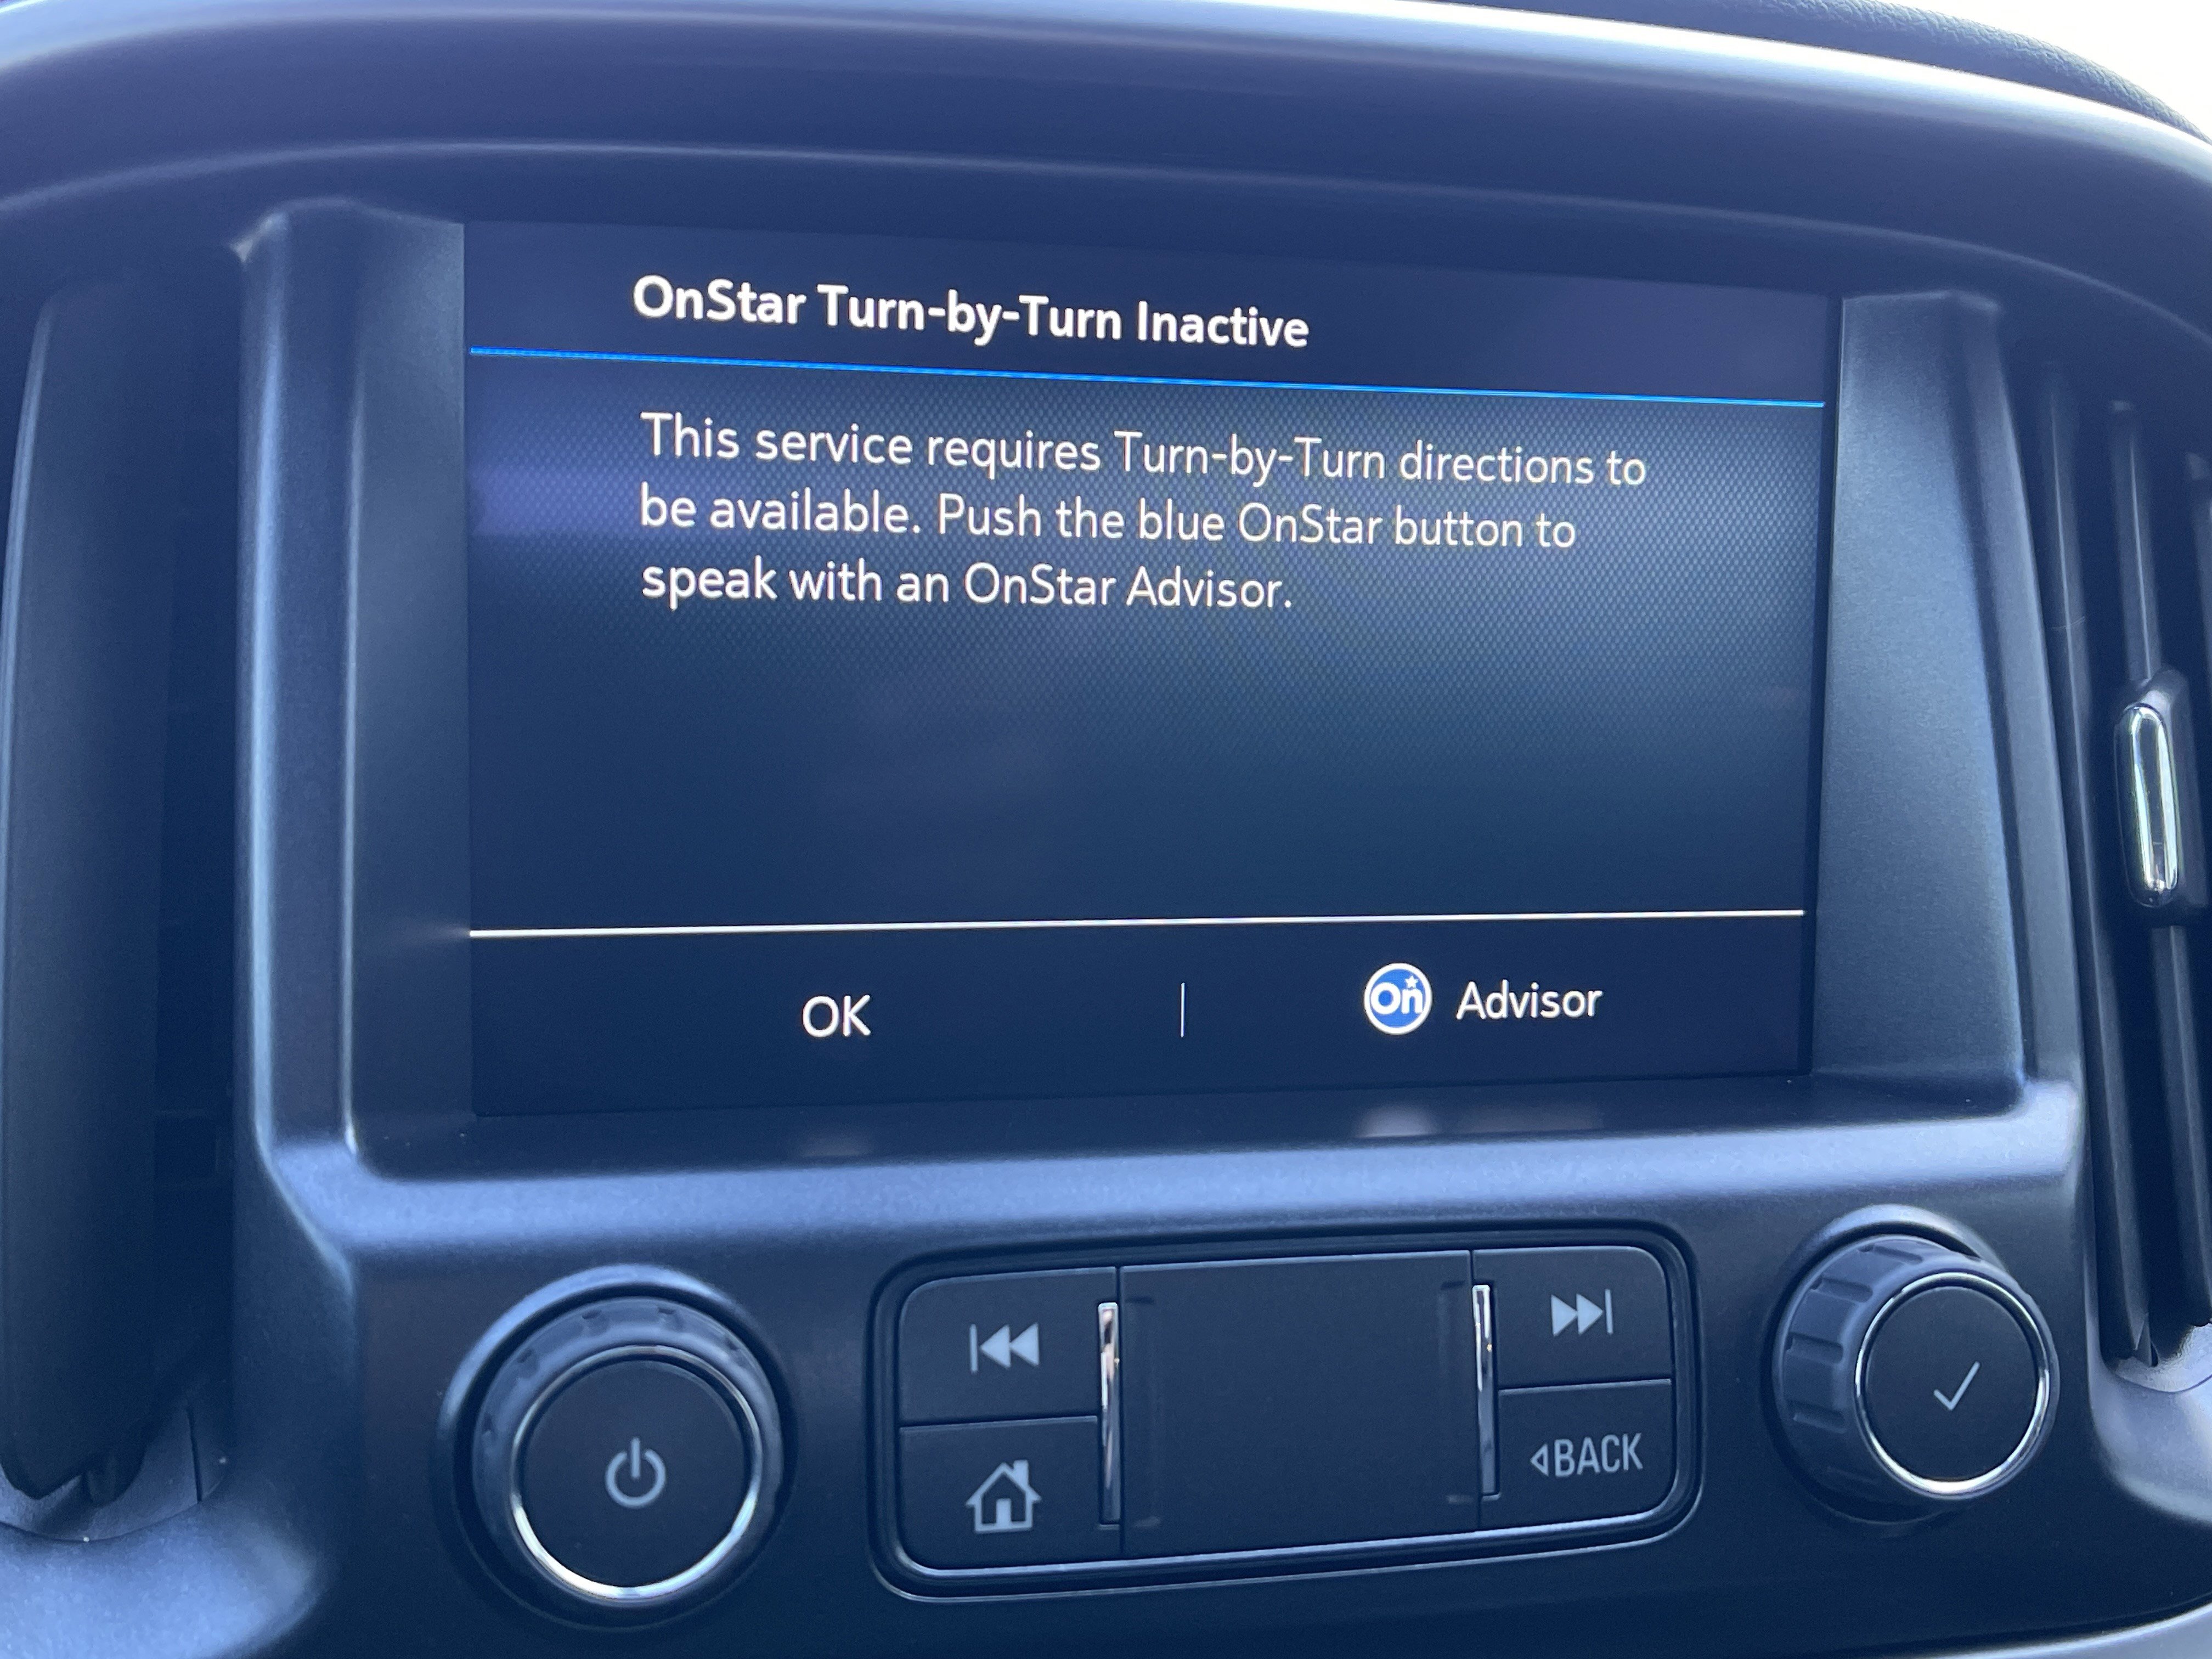 OnStar Turn-by-Turn Inactive
This service requires Turn-by-Turn directions to
be available. Push the blue OnStar button to
speak with an OnStar Advisor.
OK
On Advisor
BACK